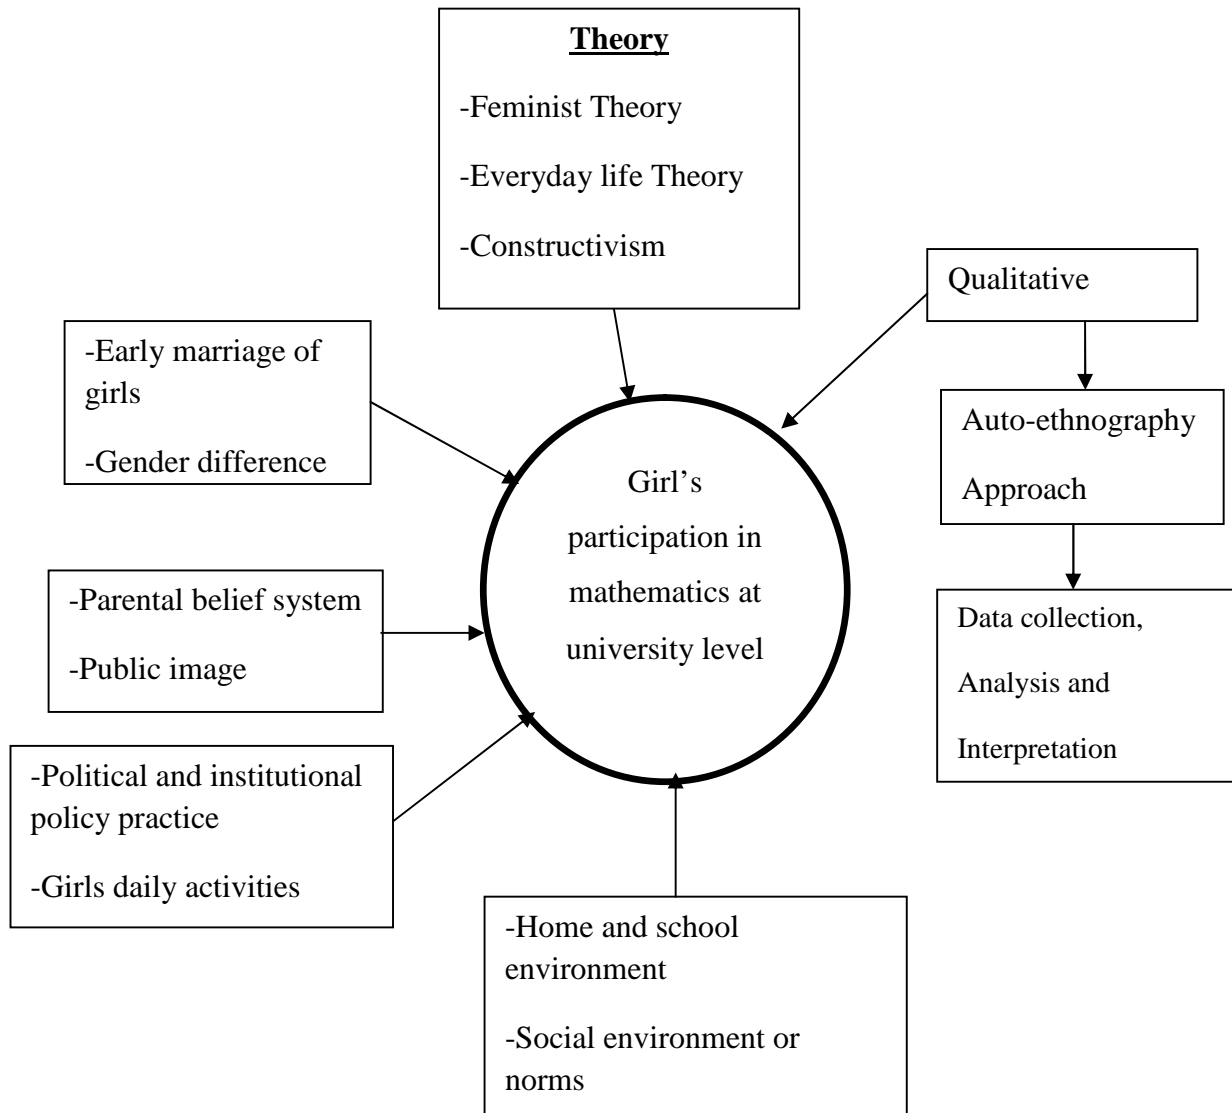 Theory
-Feminist Theory
-Everyday life Theory
-Constructivism
Qualitative
-Early marriage of
girls
-Gender difference
Auto-ethnography
Approach
Girl’s
participation in
mathematics at
university level
-Parental belief system
-Public image
Data collection,
Analysis and
Interpretation
-Political and institutional
policy practice
-Girls daily activities
-Home and school
environment
-Social environment or
norms